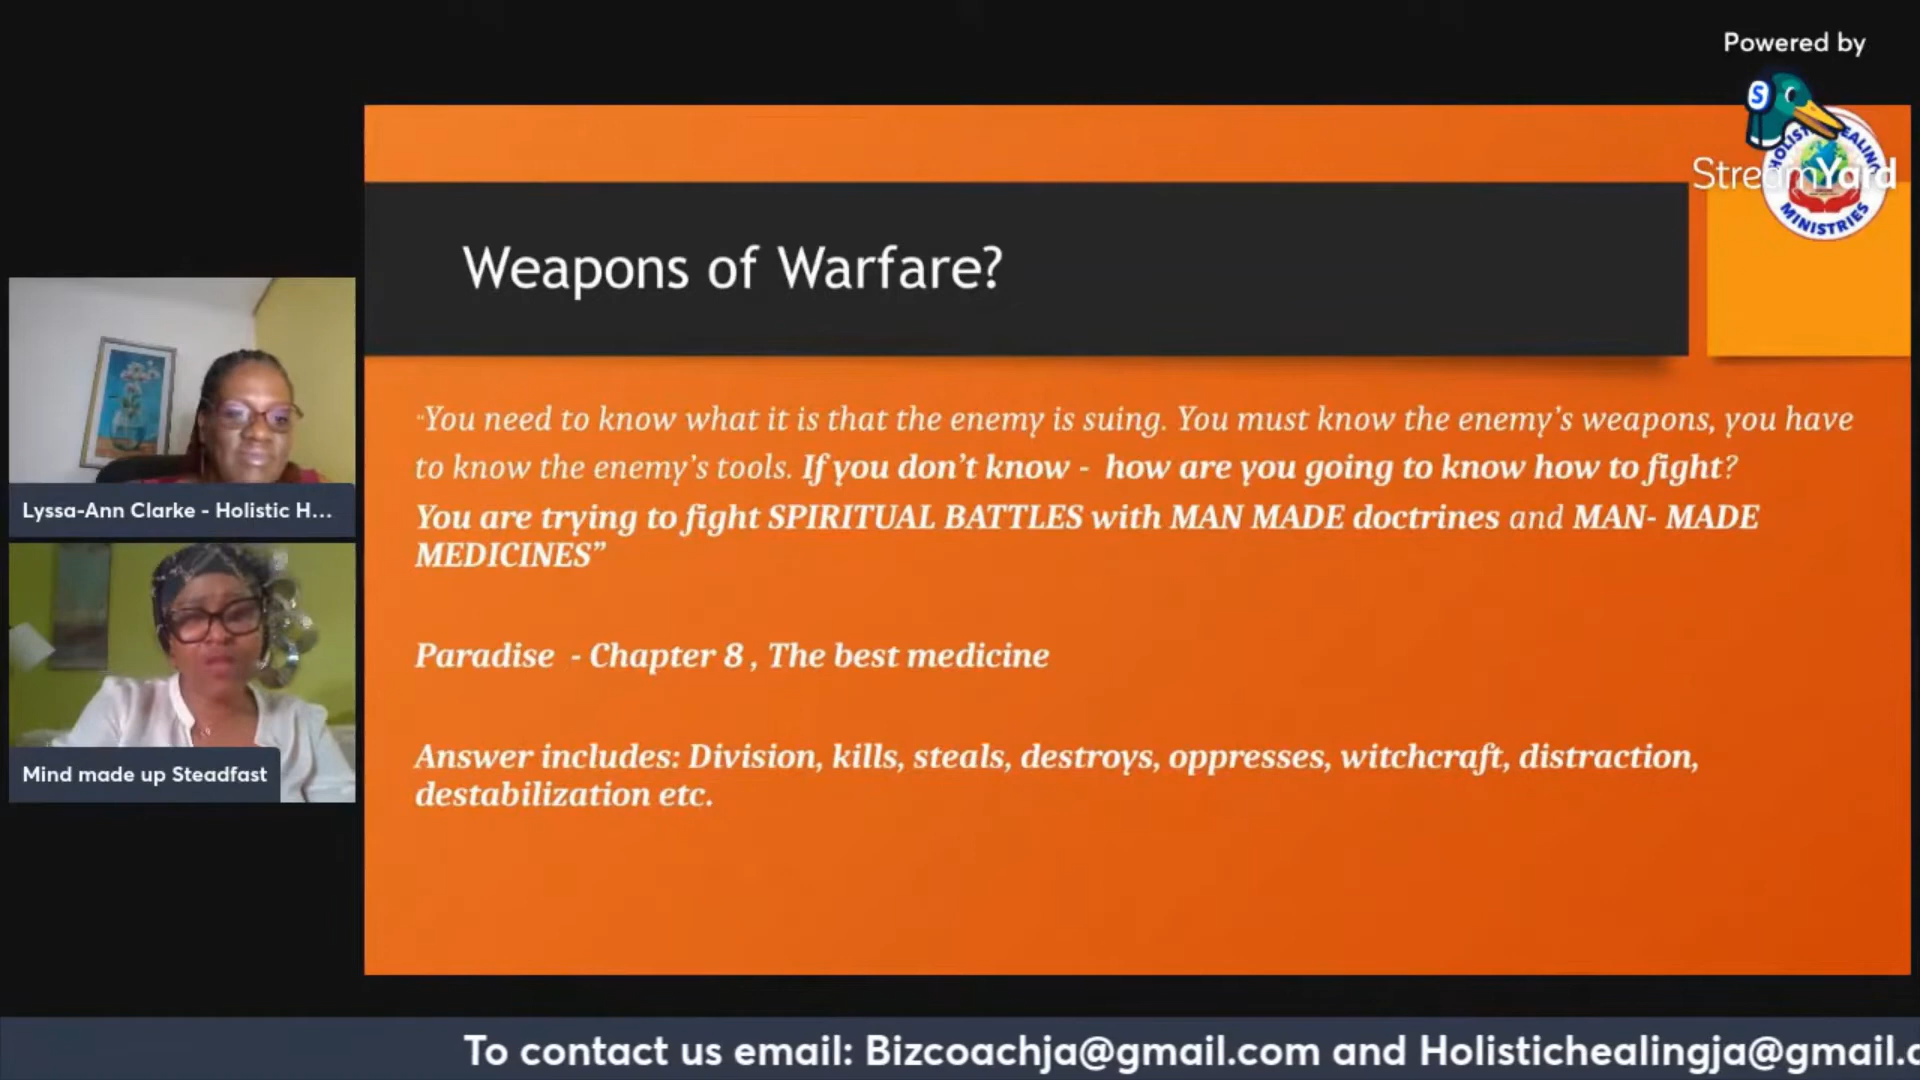 Powered by
StreamYard
HOLISTIC HEALING
MINISTRIES
Weapons of Warfare?
“You need to know what it is that the enemy is suing. You must know the enemy’s weapons, you have
to know the enemy’s tools. If you don’t know -  how are you going to know how to fight?
You are trying to fight SPIRITUAL BATTLES with MAN MADE doctrines and MAN- MADE
MEDICINES”
Paradise  - Chapter 8 , The best medicine
Answer includes: Division, kills, steals, destroys, oppresses, witchcraft, distraction,
destabilization etc.
Lyssa-Ann Clarke - Holistic H...
Mind made up Steadfast
To contact us email: Bizcoachja@gmail.com and Holistichealingja@gmail.c